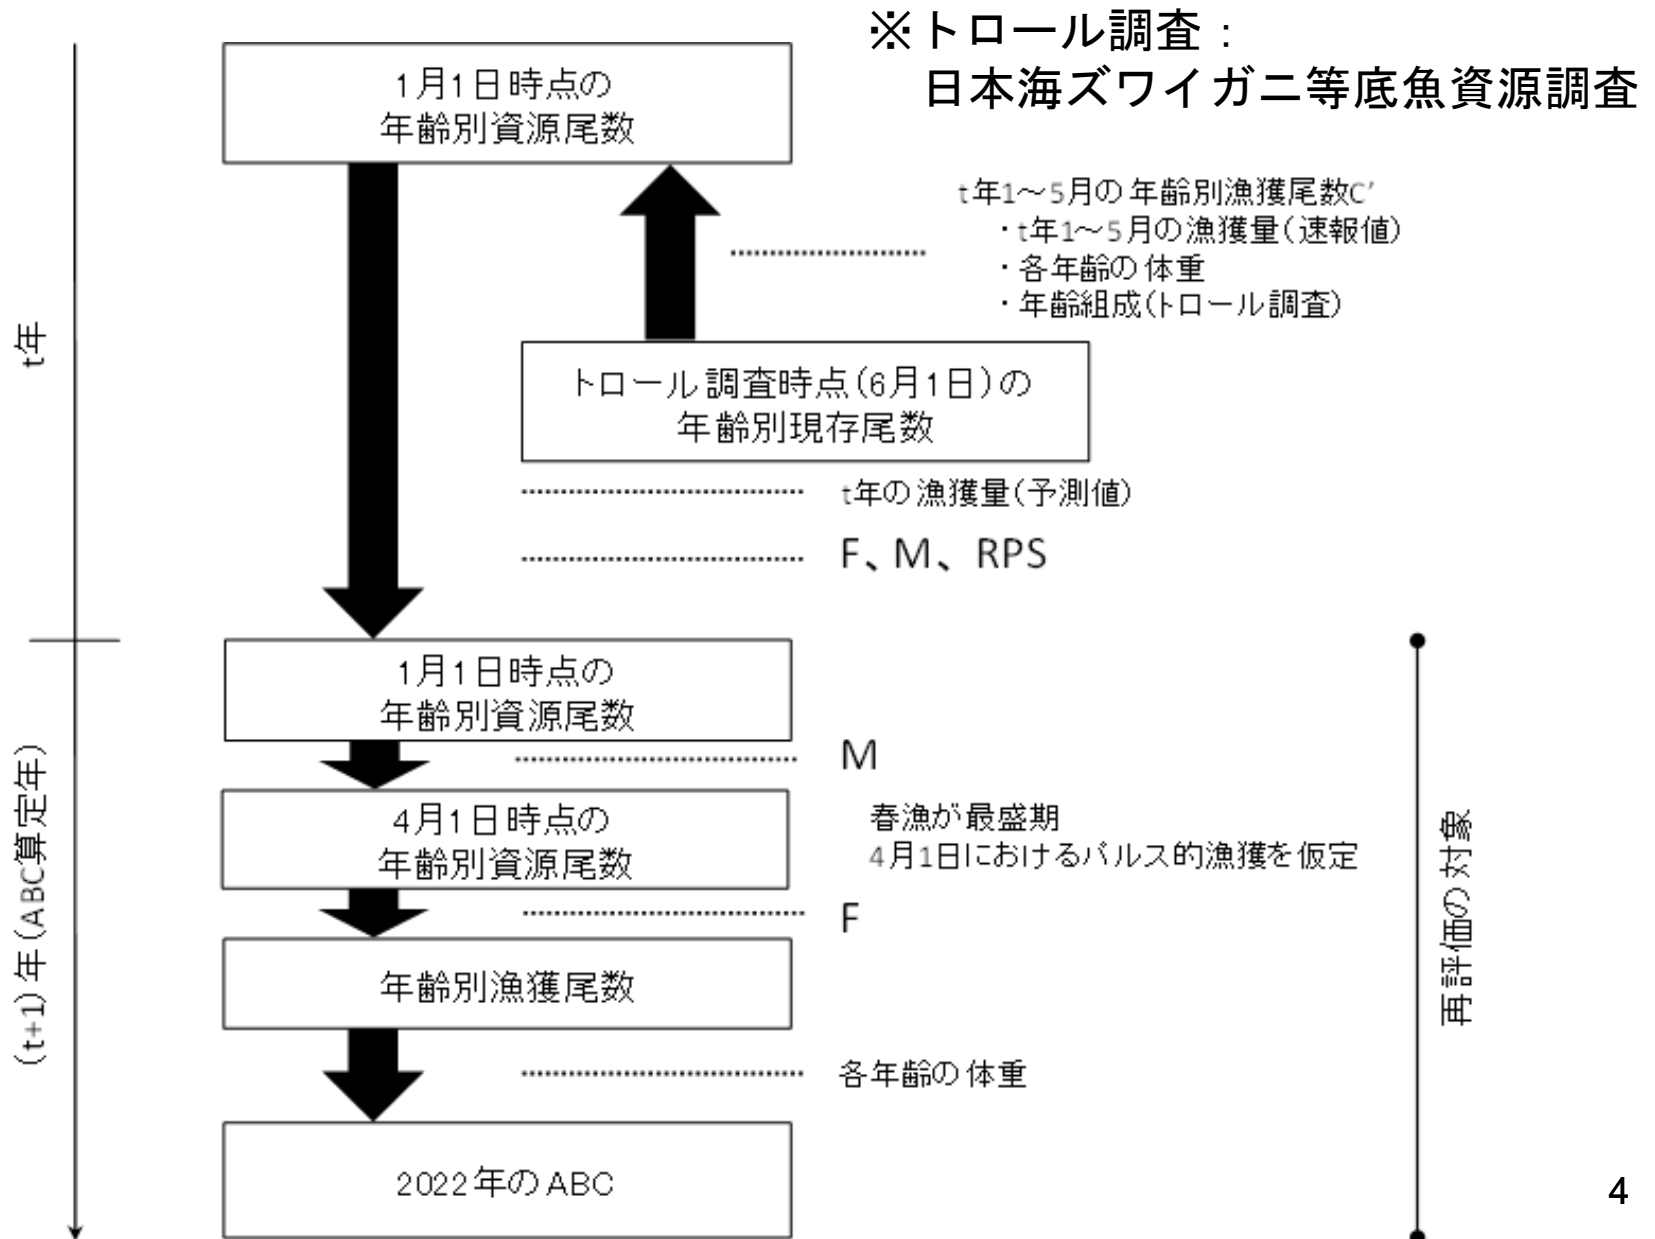 ※トロール調査：
日本海ズワイガニ等底魚資源調査
1月1日時点の
年齢別資源尾数
t年1～5月の年齢別漁獲尾数C′
・t年1～5月の漁獲量(速報値)
・各年齢の体重
・年齢組成(トロール調査)
t年
トロール調査時点(6月1日)の
年齢別現存尾数
t年の漁獲量(予測値)
F、M、RPS
1月1日時点の
年齢別資源尾数
M
4月1日時点の
年齢別資源尾数
春漁が最盛期
4月1日におけるパルス的漁獲を仮定
F
年齢別漁獲尾数
各年齢の体重
2022年のABC
(t+1)年(ABC算定年)
再評価の対象
4